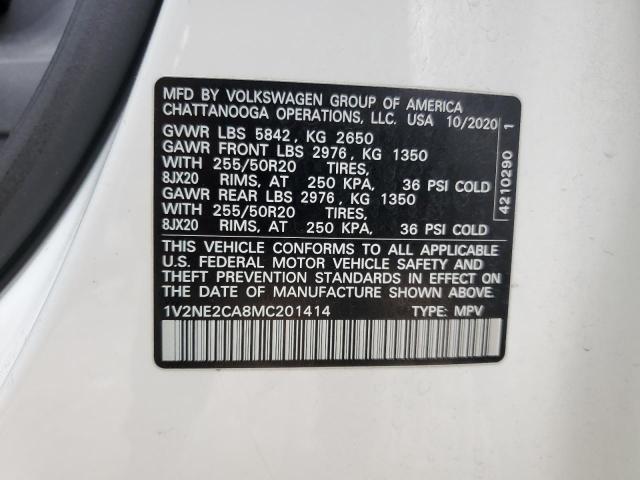 MFD BY VOLKSWAGEN GROUP OF AMERICA
CHATTANOOGA OPERATIONS, LLC. USA 10/2020
GVWR LBS 5842, KG 2650
GAWR FRONT LBS 2976, KG 1350
WITH 255/50R20 TIRES,
8JX20 RIMS, AT 250 KPA, 36 PSI COLD
GAWR REAR LBS 2976, KG 1350
WITH 255/50R20 TIRES,
8JX20 RIMS, AT 250 KPA, 36 PSI COLD
THIS VEHICLE CONFORMS TO ALL APPLICABLE
U.S. FEDERAL MOTOR VEHICLE SAFETY AND
THEFT PREVENTION STANDARDS IN EFFECT ON
THE DATE OF MANUFACTURE SHOWN ABOVE.
1V2NE2CA8MC201414 TYPE: MPV
4210290 1